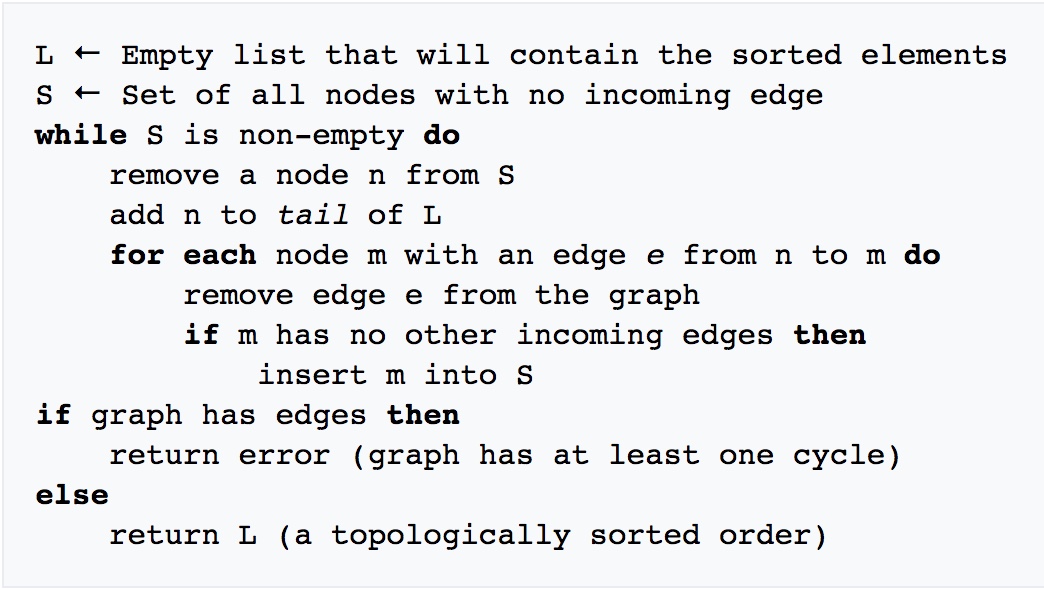 L ← Empty list that will contain the sorted elements
S ← Set of all nodes with no incoming edge
while S is non-empty do
    remove a node n from S
    add n to tail of L
    for each node m with an edge e from n to m do
        remove edge e from the graph
        if m has no other incoming edges then
            insert m into S
if graph has edges then
    return error (graph has at least one cycle)
else
    return L (a topologically sorted order)